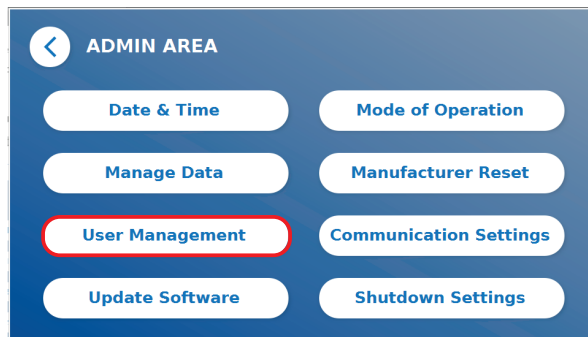 ADMIN AREA
Date & Time
Mode of Operation
Manage Data
Manufacturer Reset
User Management
Communication Settings
Update Software
Shutdown Settings